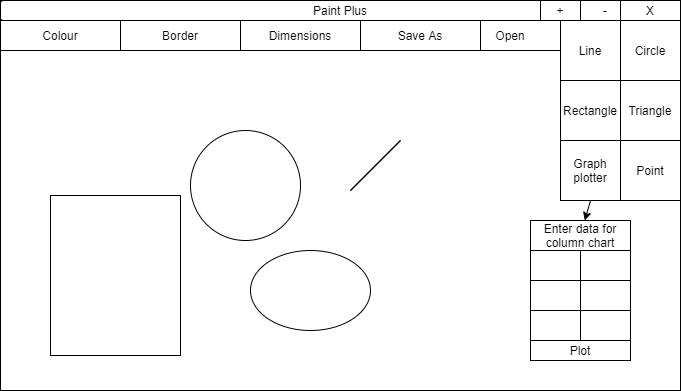 Paint Plus + - X
Colour Border Dimensions Save As Open
Line Circle
Rectangle Triangle
Graph
plotter
Point
Enter data for
column chart
Plot